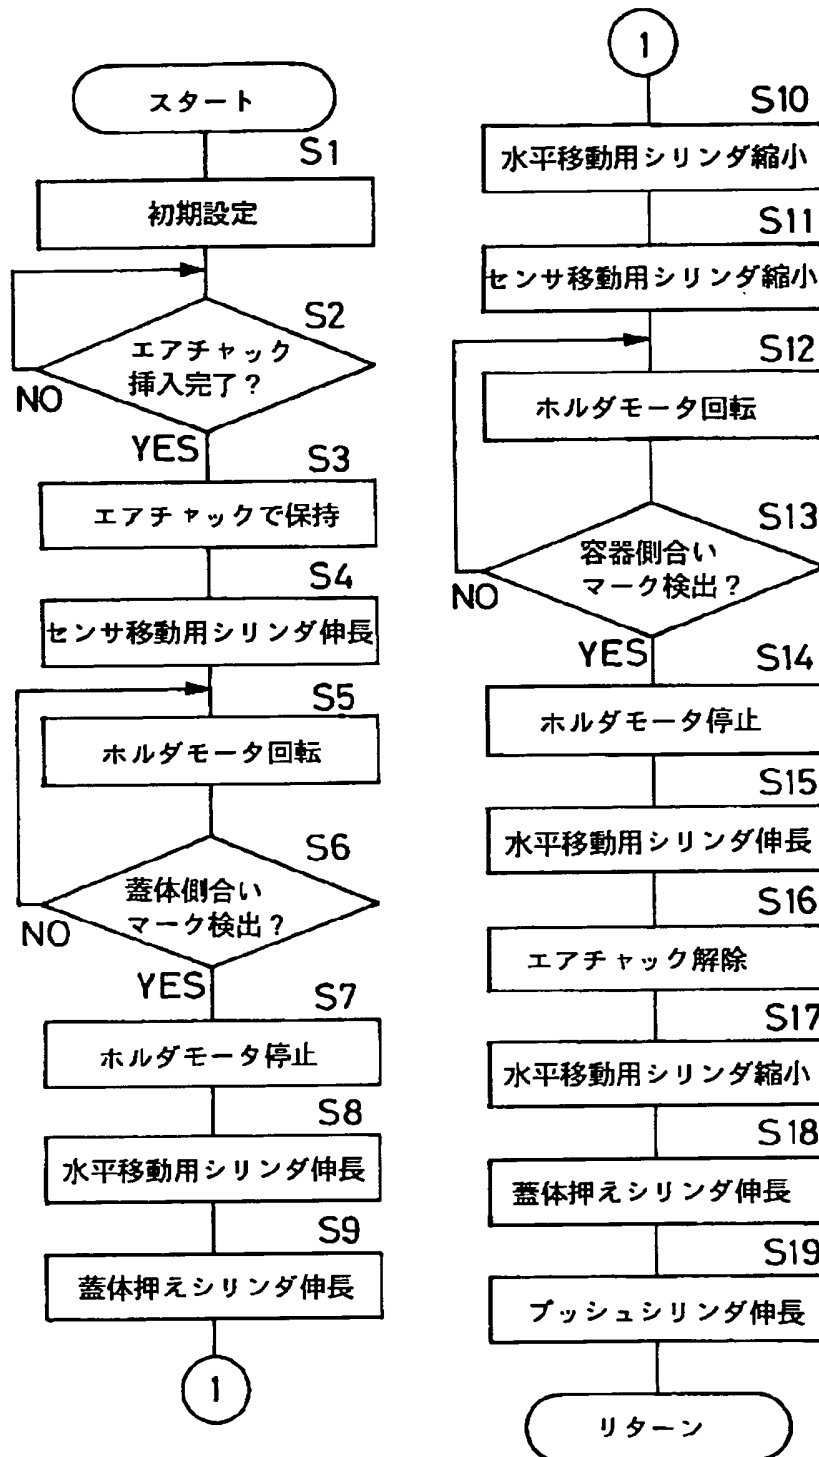 スタート
S1
初期設定
S2
エアチャック
挿入完了?
NO
YES
S3
エアチャックで保持
S4
センサ移動用シリンダ伸長
S5
ホルダモータ回転
S6
蓋体側合い
マーク検出?
NO
YES
S7
ホルダモータ停止
S8
水平移動用シリンダ伸長
S9
蓋体押えシリンダ伸長
1
1
S10
水平移動用シリンダ縮小
S11
センサ移動用シリンダ縮小
S12
ホルダモータ回転
S13
容器側合い
マーク検出?
NO
YES
S14
ホルダモータ停止
S15
水平移動用シリンダ伸長
S16
エアチャック解除
S17
水平移動用シリンダ縮小
S18
蓋体押えシリンダ伸長
S19
プッシュシリンダ伸長
リターン